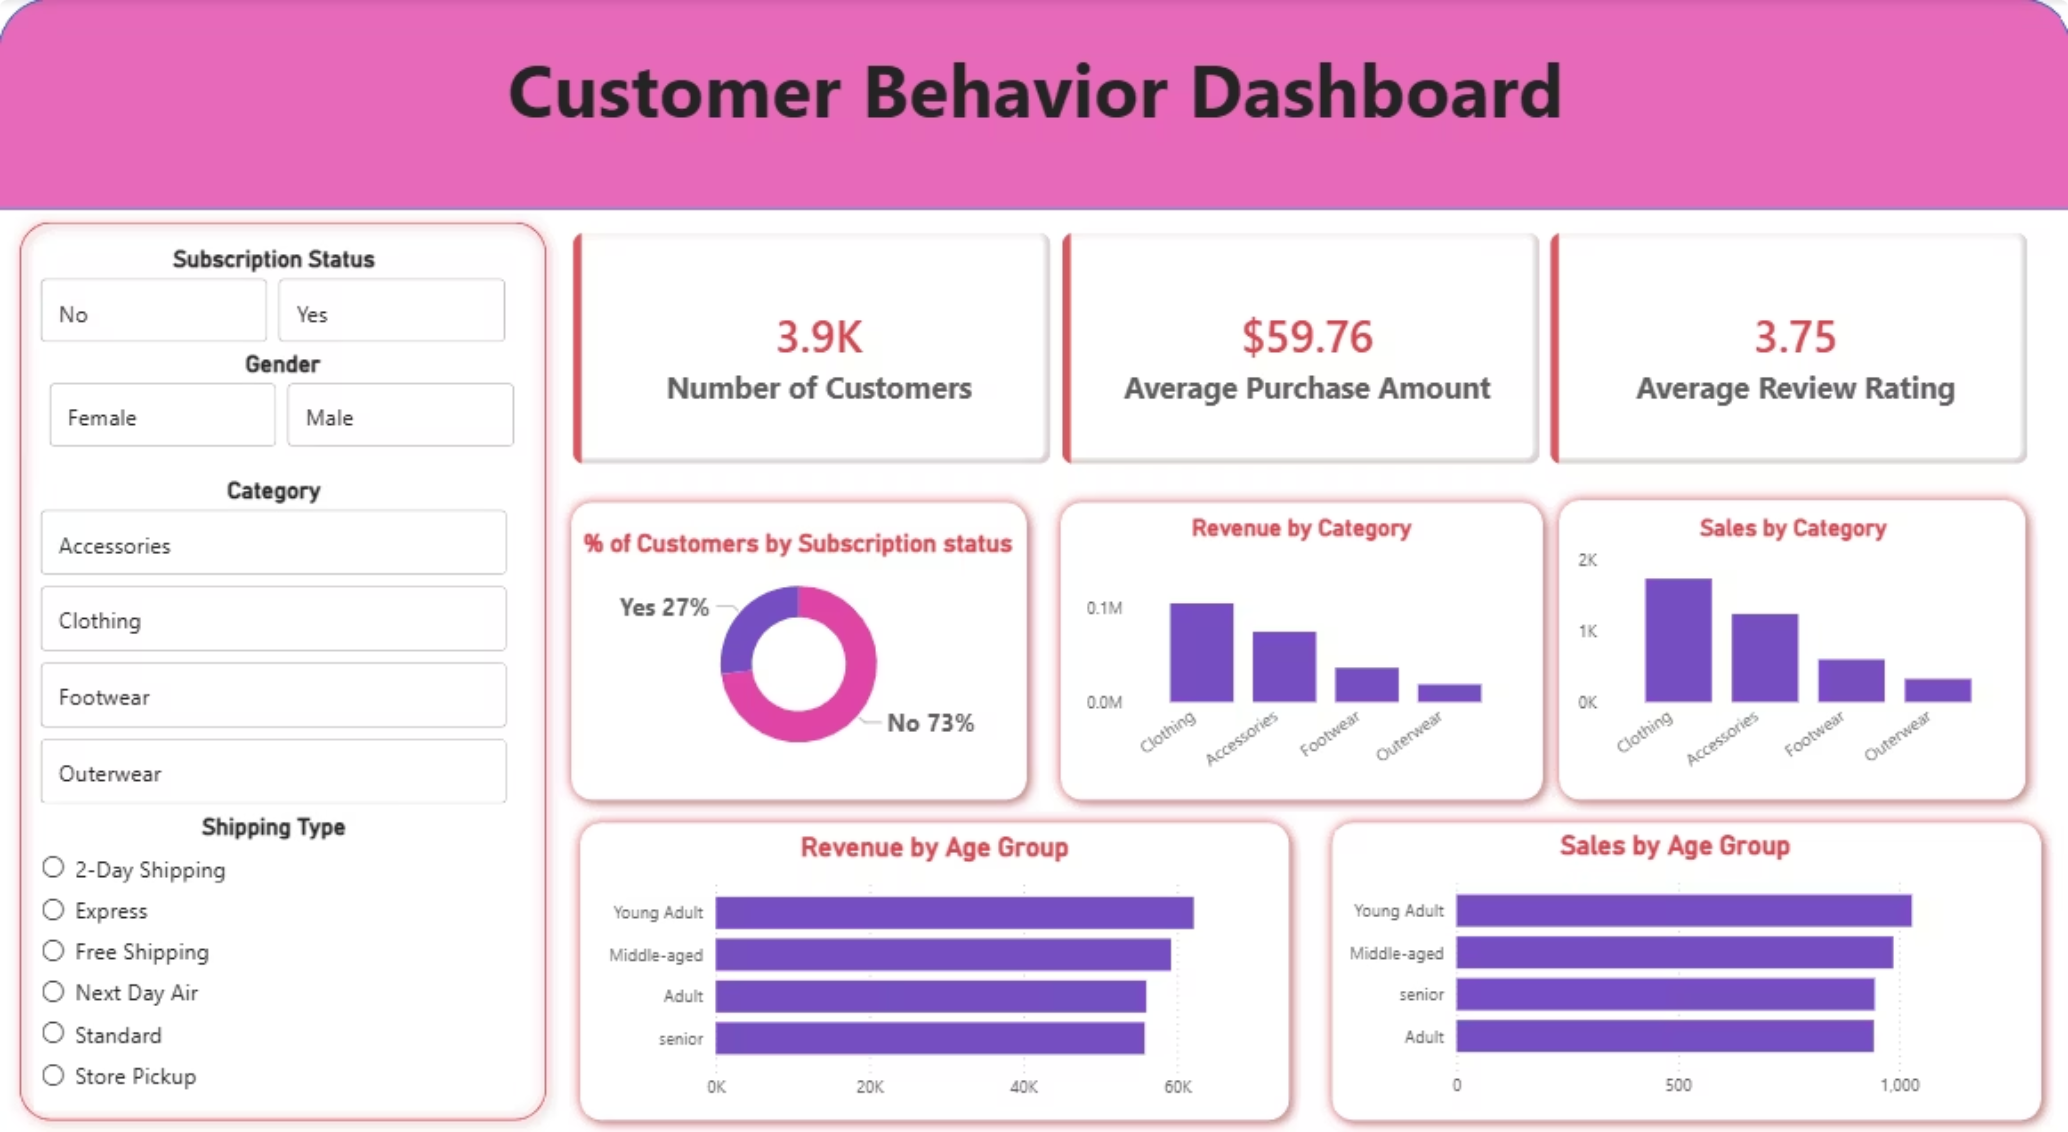 Customer Behavior Dashboard
Subscription Status
No
Yes
Gender
Female
Male
Category
Accessories
Clothing
Footwear
Outerwear
Shipping Type
2-Day Shipping
Express
Free Shipping
Next Day Air
Standard
Store Pickup
3.9K
Number of Customers
$59.76
Average Purchase Amount
3.75
Average Review Rating
% of Customers by Subscription status
Yes 27%
No 73%
Revenue by Category
0.1M
0.0M
Clothing
Accessories
Footwear
Outerwear
Sales by Category
2K
1K
0K
Clothing
Accessories
Footwear
Outerwear
Revenue by Age Group
Young Adult
Middle-aged
Adult
senior
0K 20K 40K 60K
Sales by Age Group
Young Adult
Middle-aged
senior
Adult
0 500 1,000